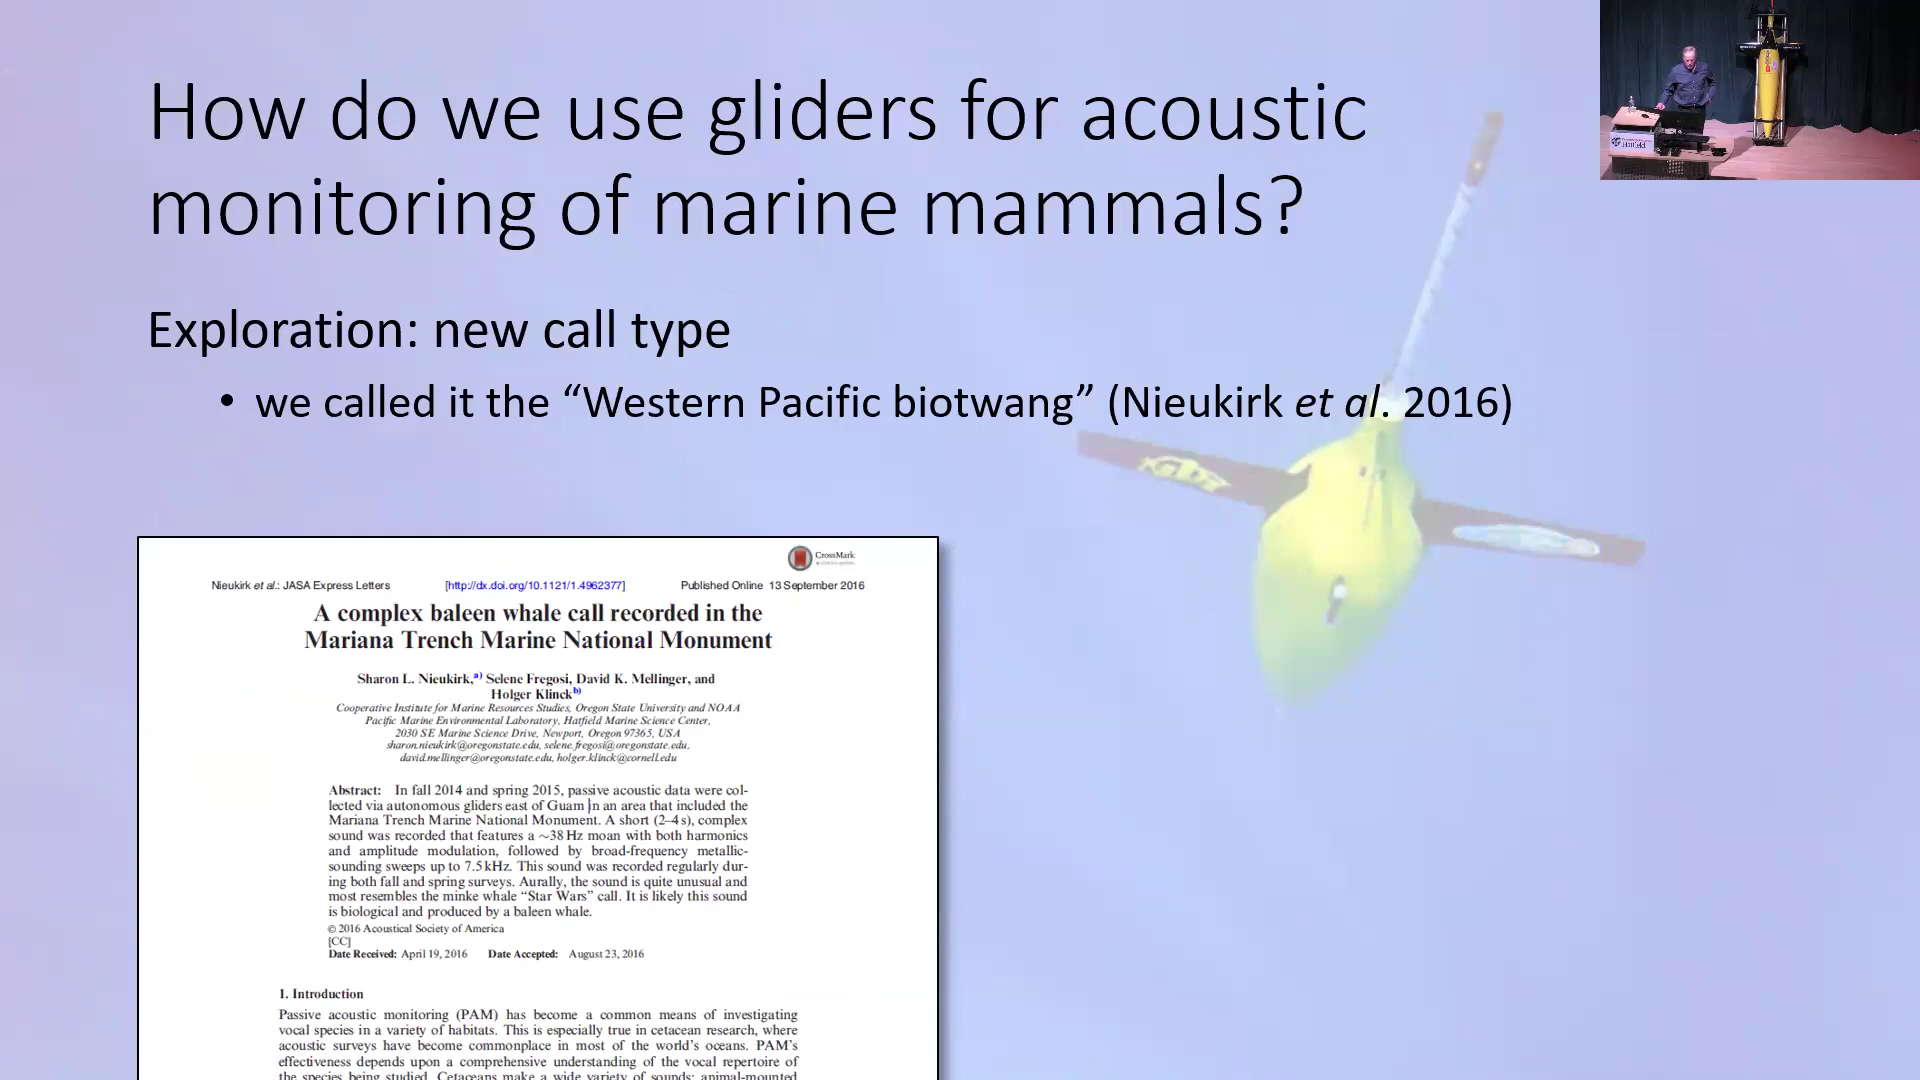 How do we use gliders for acoustic
monitoring of marine mammals?
Exploration: new call type
• we called it the “Western Pacific biotwang” (Nieukirk et al. 2016)
CrossMark
Nieukirk et al.: JASA Express Letters [http://dx.doi.org/10.1121/1.4962377] Published Online 13 September 2016
A complex baleen whale call recorded in the
Mariana Trench Marine National Monument
Sharon L. Nieukirk,a) Selene Fregosi, David K. Mellinger, and
Holger Klinckb)
Cooperative Institute for Marine Resources Studies, Oregon State University and NOAA
Pacific Marine Environmental Laboratory, Hatfield Marine Science Center,
2030 SE Marine Science Drive, Newport, Oregon 97365, USA
sharon.nieukirk@oregonstate.edu, selene.fregosi@oregonstate.edu,
david.mellinger@oregonstate.edu, holger.klinck@cornell.edu
Abstract: In fall 2014 and spring 2015, passive acoustic data were col-
lected via autonomous gliders east of Guam in an area that included the
Mariana Trench Marine National Monument. A short (2–4 s), complex
sound was recorded that features a ~38 Hz moan with both harmonics
and amplitude modulation, followed by broad-frequency metallic-
sounding sweeps up to 7.5 kHz. This sound was recorded regularly dur-
ing both fall and spring surveys. Aurally, the sound is quite unusual and
most resembles the minke whale “Star Wars” call. It is likely this sound
is biological and produced by a baleen whale.
© 2016 Acoustical Society of America
[CC]
Date Received: April 19, 2016 Date Accepted: August 23, 2016
1. Introduction
Passive acoustic monitoring (PAM) has become a common means of investigating
vocal species in a variety of habitats. This is especially true in cetacean research, where
acoustic surveys have become commonplace in most of the world’s oceans. PAM’s
effectiveness depends upon a comprehensive understanding of the vocal repertoire of
the species being studied. Cetaceans make a wide variety of sounds; animal-mounted
Hatfield